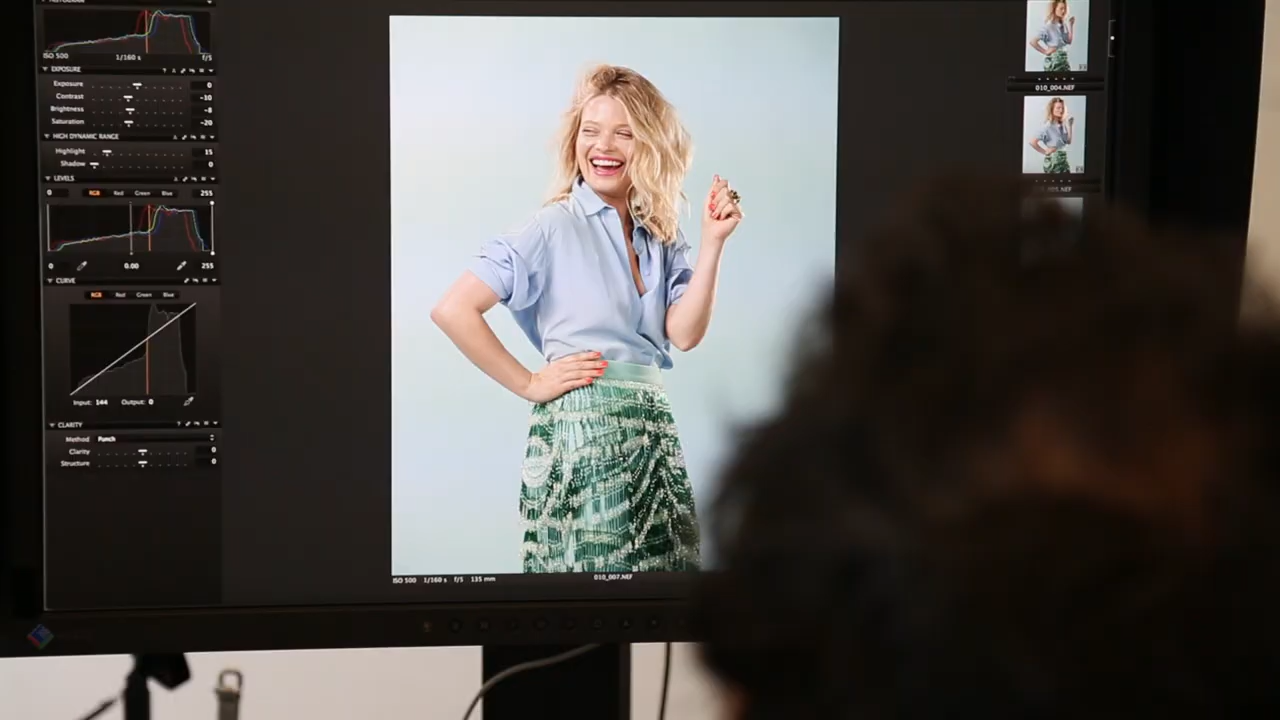 ISO 500 1/160 s f/5
EXPOSURE
Exposure 0
Contrast -10
Brightness -8
Saturation -20
HIGH DYNAMIC RANGE
Highlight 15
Shadow 0
LEVELS
0 RGB Red Green Blue 255
0 0.00 255
CURVE
RGB Red Green Blue
Input: 144 Output: 0
CLARITY
Method Punch
Clarity 0
Structure 0
ISO 500 1/160 s f/5 135 mm 010_007.NEF
010_004.NEF